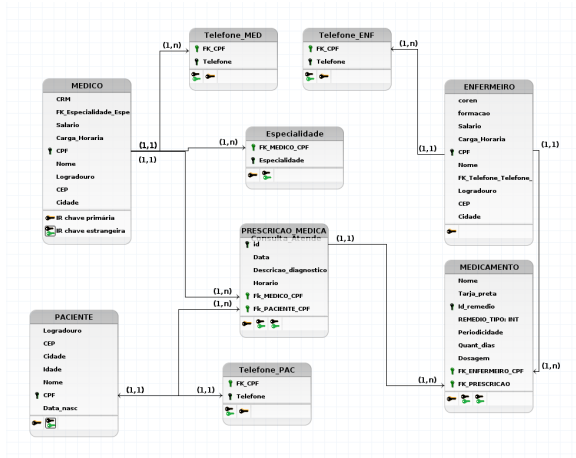 Telefone_MED
FK_CPF
Telefone
Telefone_ENF
FK_CPF
Telefone
(1,n)
(1,n)
MEDICO
CRM
FK_Especialidade_Espe
Salario
Carga_Horaria
CPF
Nome
Logradouro
CEP
Cidade
IR chave primária
IR chave estrangeira
(1,1)
(1,1)
(1,n)
Especialidade
FK_MEDICO_CPF
Especialidade
ENFERMEIRO
coren
formacao
Salario
Carga_Horaria
CPF
Nome
FK_Telefone_Telefone_
Logradouro
CEP
Cidade
(1,1)
(1,1)
PRESCRICAO_MEDICA
Consulta_Atende
id
Data
Descricao_diagnostico
Horario
Fk_MEDICO_CPF
Fk_PACIENTE_CPF
(1,1)
(1,n)
(1,n)
MEDICAMENTO
Nome
Tarja_preta
Id_remedio
REMEDIO_TIPO: INT
Periodicidade
Quant_dias
Dosagem
FK_ENFERMEIRO_CPF
FK_PRESCRICAO
(1,n)
(1,n)
PACIENTE
Logradouro
CEP
Cidade
Idade
Nome
CPF
Data_nasc
(1,1)
(1,1)
Telefone_PAC
FK_CPF
Telefone